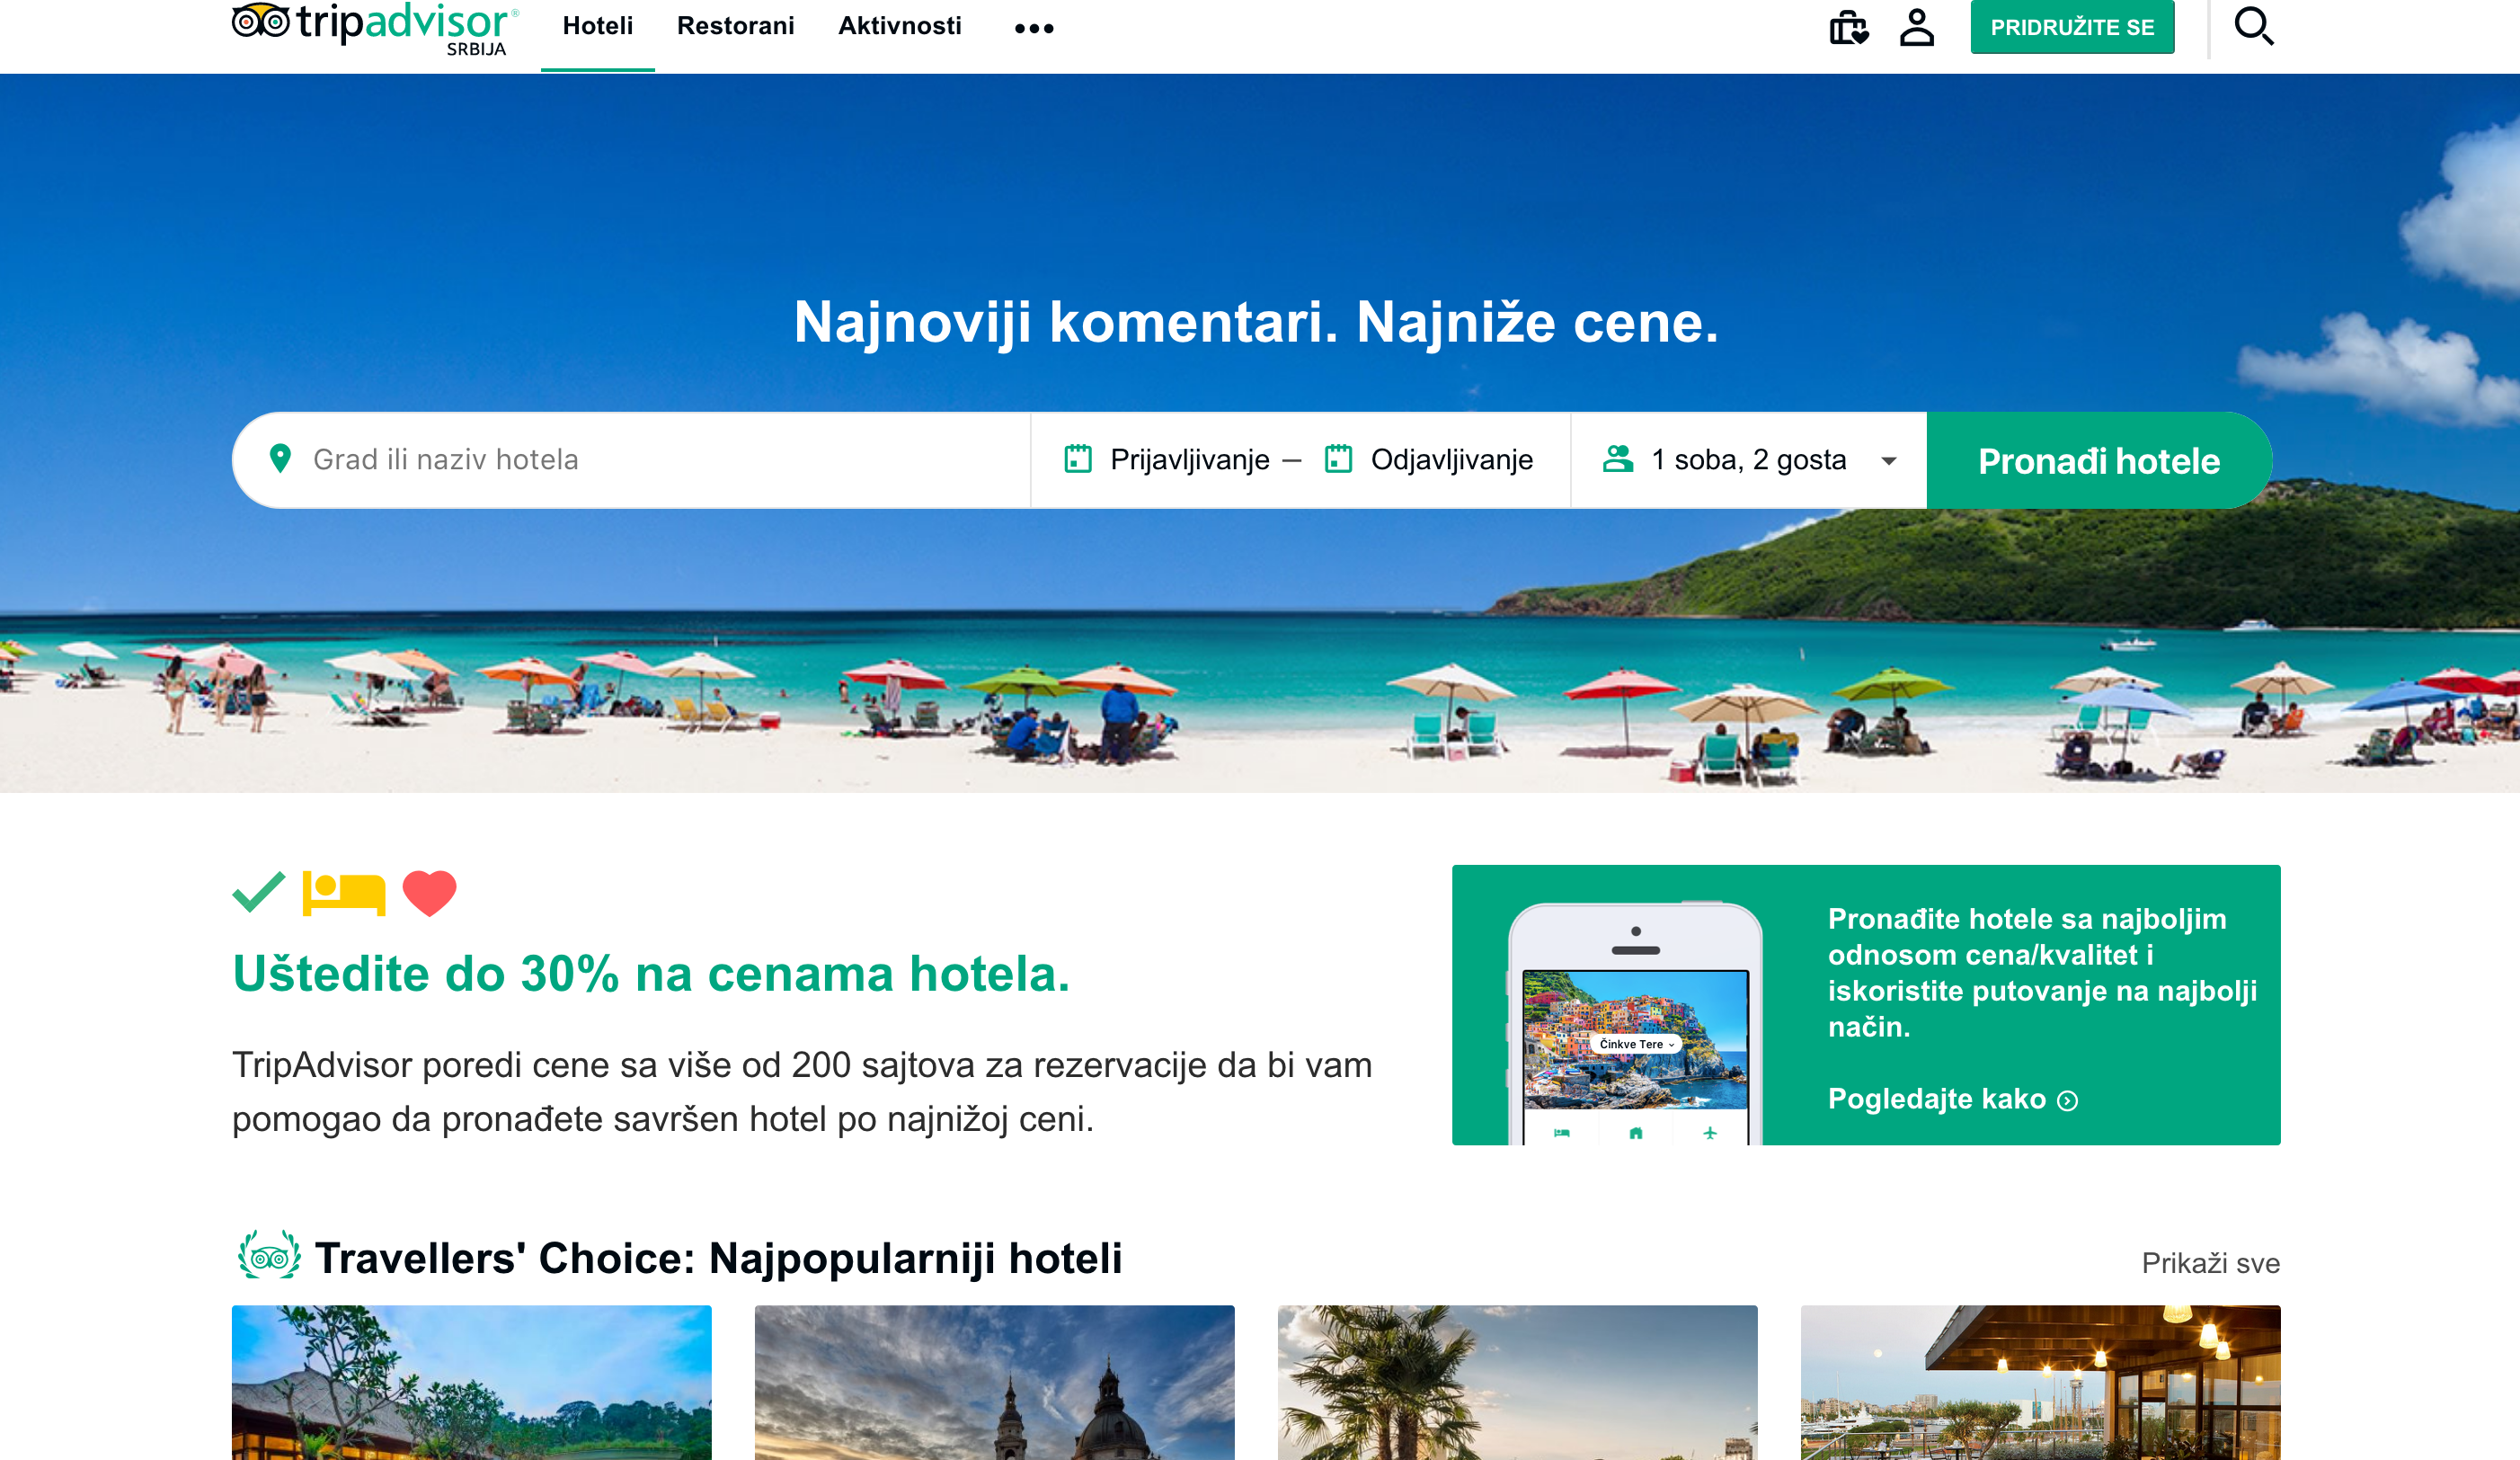 tripadvisor®
SRBIJA
Hoteli Restorani Aktivnosti
PRIDRUŽITE SE
Najnoviji komentari. Najniže cene.
Grad ili naziv hotela
Prijavljivanje — Odjavljivanje
1 soba, 2 gosta
Pronađi hotele
Uštedite do 30% na cenama hotela.
TripAdvisor poredi cene sa više od 200 sajtova za rezervacije da bi vam
pomogao da pronađete savršen hotel po najnižoj ceni.
Činkve Tere
Pronađite hotele sa najboljim
odnosom cena/kvalitet i
iskoristite putovanje na najbolji
način.
Pogledajte kako
Travellers' Choice: Najpopularniji hoteli
Prikaži sve